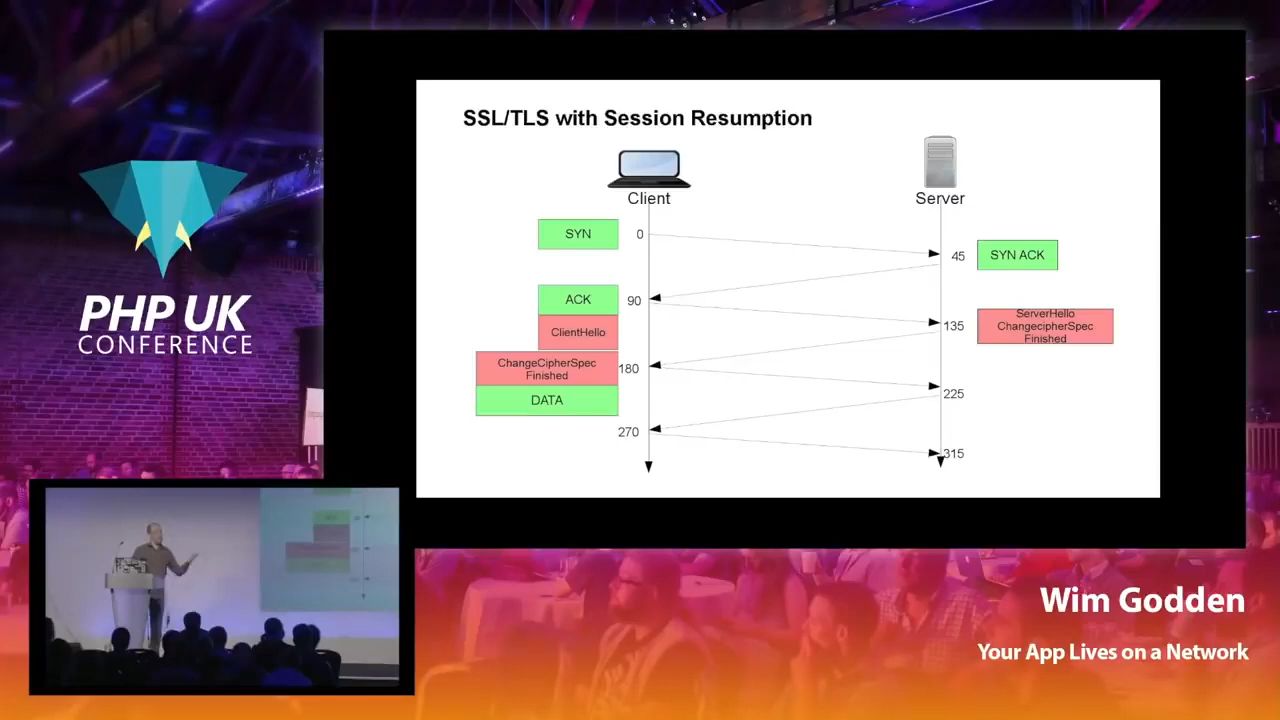 SSL/TLS with Session Resumption
Client
Server
SYN
0
45
SYN ACK
ACK
90
ClientHello
135
ServerHello
ChangecipherSpec
Finished
ChangeCipherSpec
Finished
180
DATA
225
270
315
PHP UK
CONFERENCE
Wim Godden
Your App Lives on a Network